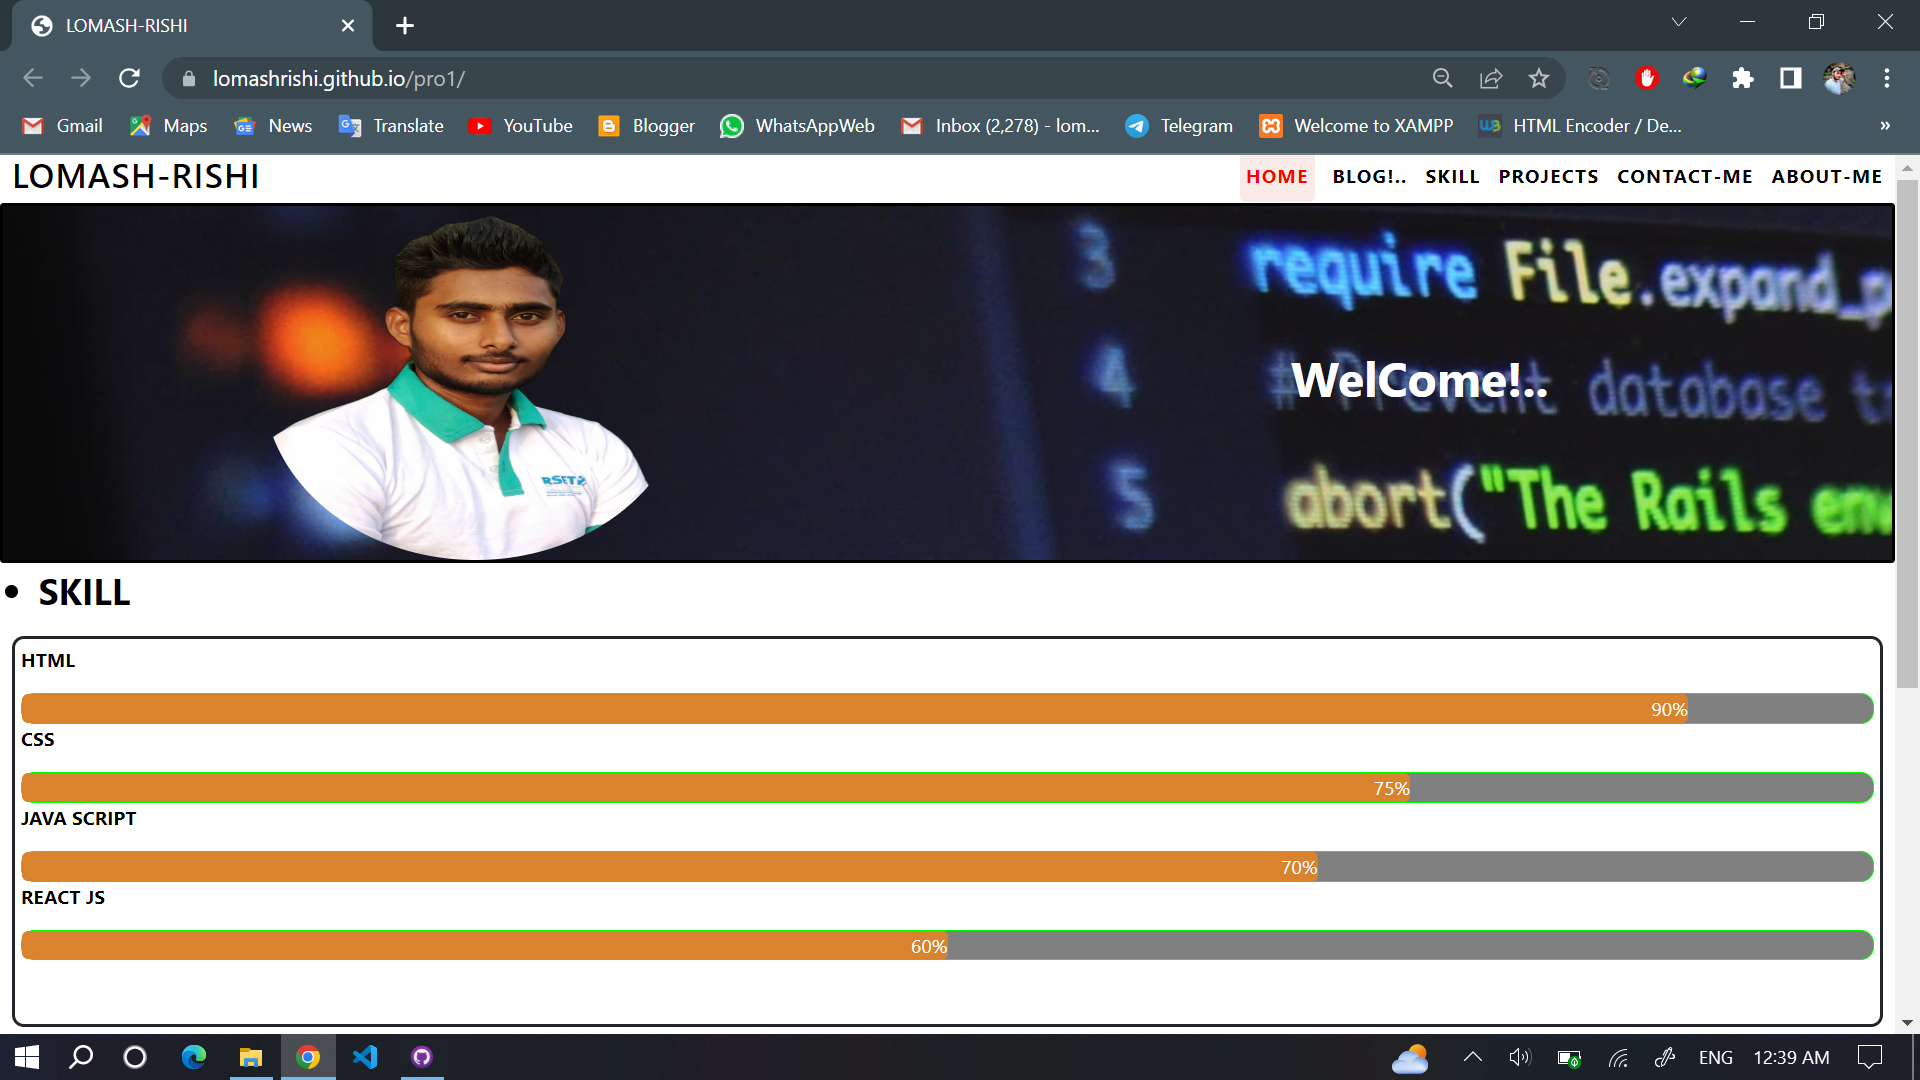 LOMASH-RISHI
lomashrishi.github.io/pro1/
Gmail Maps News Translate YouTube Blogger WhatsAppWeb Inbox (2,278) - lom... Telegram Welcome to XAMPP HTML Encoder / De... »
LOMASH-RISHI HOME BLOG!.. SKILL PROJECTS CONTACT-ME ABOUT-ME
3 require File.expand_p
4 # Prevent database
WelCome!..
5 abort("The Rails
RSETI
• SKILL
HTML
90%
CSS
75%
JAVA SCRIPT
70%
REACT JS
60%
ENG 12:39 AM